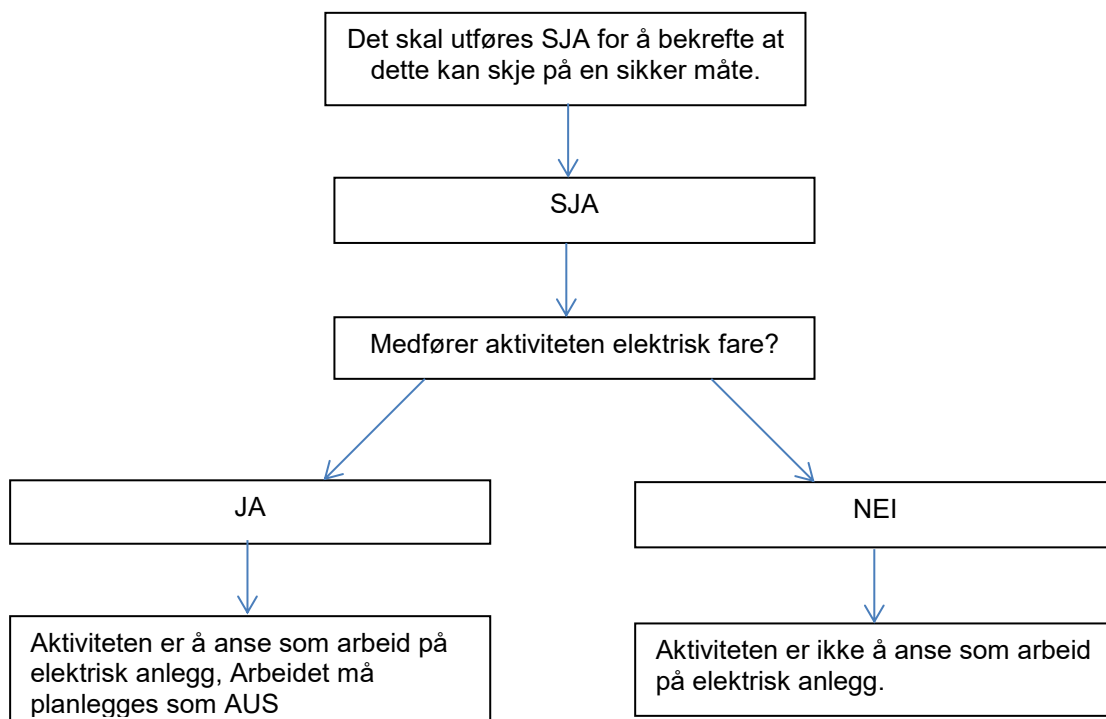 Det skal utføres SJA for å bekrefte at
dette kan skje på en sikker måte.
SJA
Medfører aktiviteten elektrisk fare?
JA
NEI
Aktiviteten er å anse som arbeid på
elektrisk anlegg, Arbeidet må
planlegges som AUS
Aktiviteten er ikke å anse som arbeid
på elektrisk anlegg.